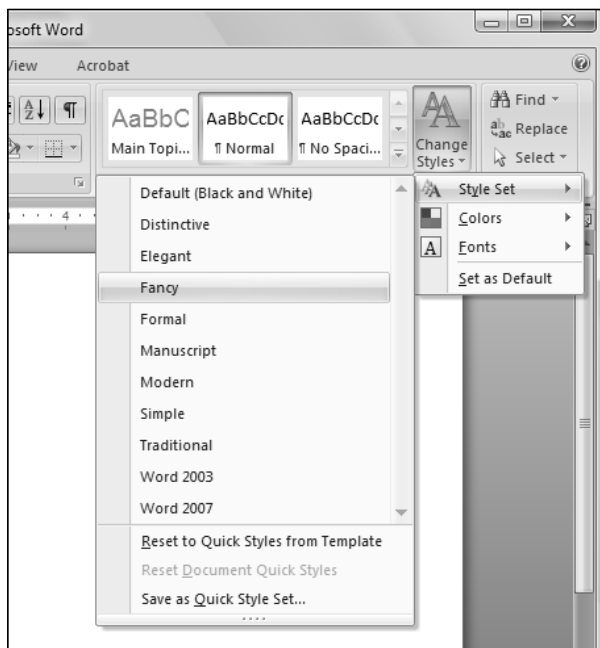 osoft Word
View Acrobat
AaBbC AaBbCcDc AaBbCcDc
Main Topi... ¶ Normal ¶ No Spaci...
Change
Styles
Find
Replace
Select
Style Set
Colors
Fonts
Set as Default
4
Default (Black and White)
Distinctive
Elegant
Fancy
Formal
Manuscript
Modern
Simple
Traditional
Word 2003
Word 2007
Reset to Quick Styles from Template
Reset Document Quick Styles
Save as Quick Style Set...